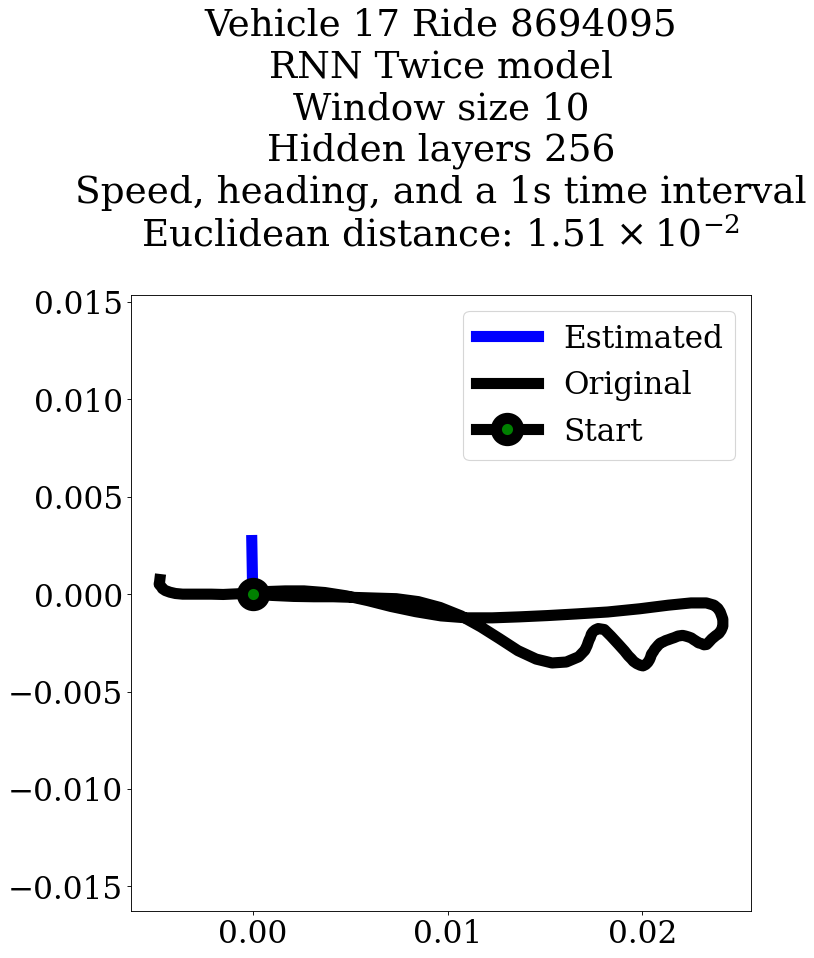 Vehicle 17 Ride 8694095
RNN Twice model
Window size 10
Hidden layers 256
Speed, heading, and a 1s time interval
Euclidean distance: 1.51 × 10⁻²
Estimated
Original
Start
0.015
0.010
0.005
0.000
−0.005
−0.010
−0.015
0.00 0.01 0.02